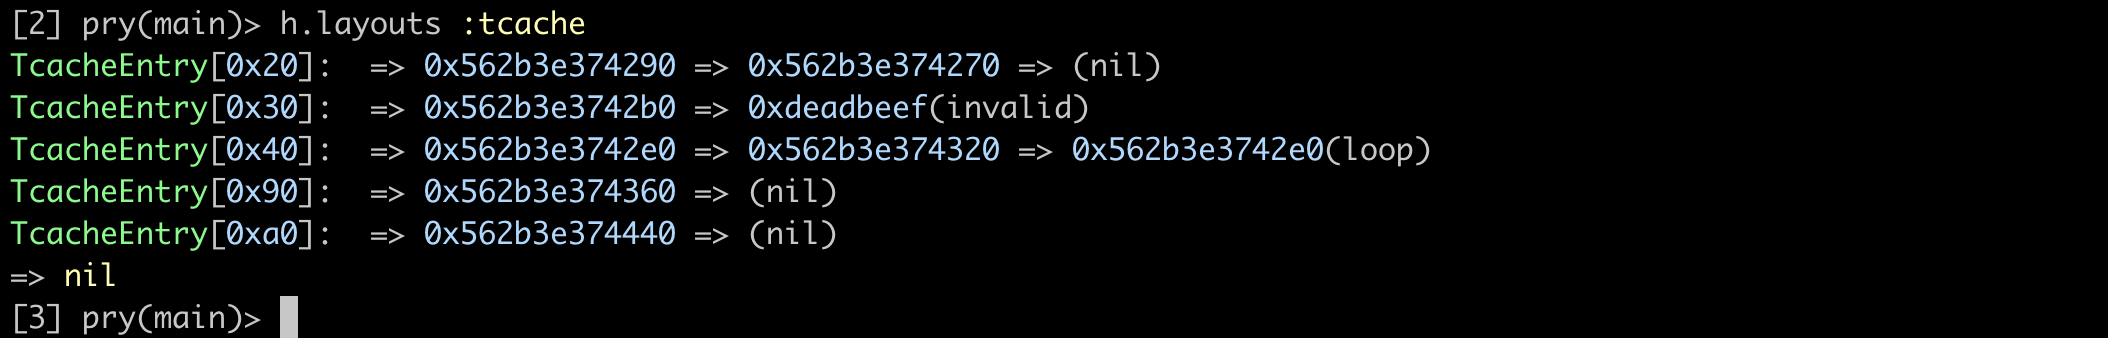 [2] pry(main)> h.layouts :tcache
TcacheEntry[0x20]:  => 0x562b3e374290 => 0x562b3e374270 => (nil)
TcacheEntry[0x30]:  => 0x562b3e3742b0 => 0xdeadbeef(invalid)
TcacheEntry[0x40]:  => 0x562b3e3742e0 => 0x562b3e374320 => 0x562b3e3742e0(loop)
TcacheEntry[0x90]:  => 0x562b3e374360 => (nil)
TcacheEntry[0xa0]:  => 0x562b3e374440 => (nil)
=> nil
[3] pry(main)>